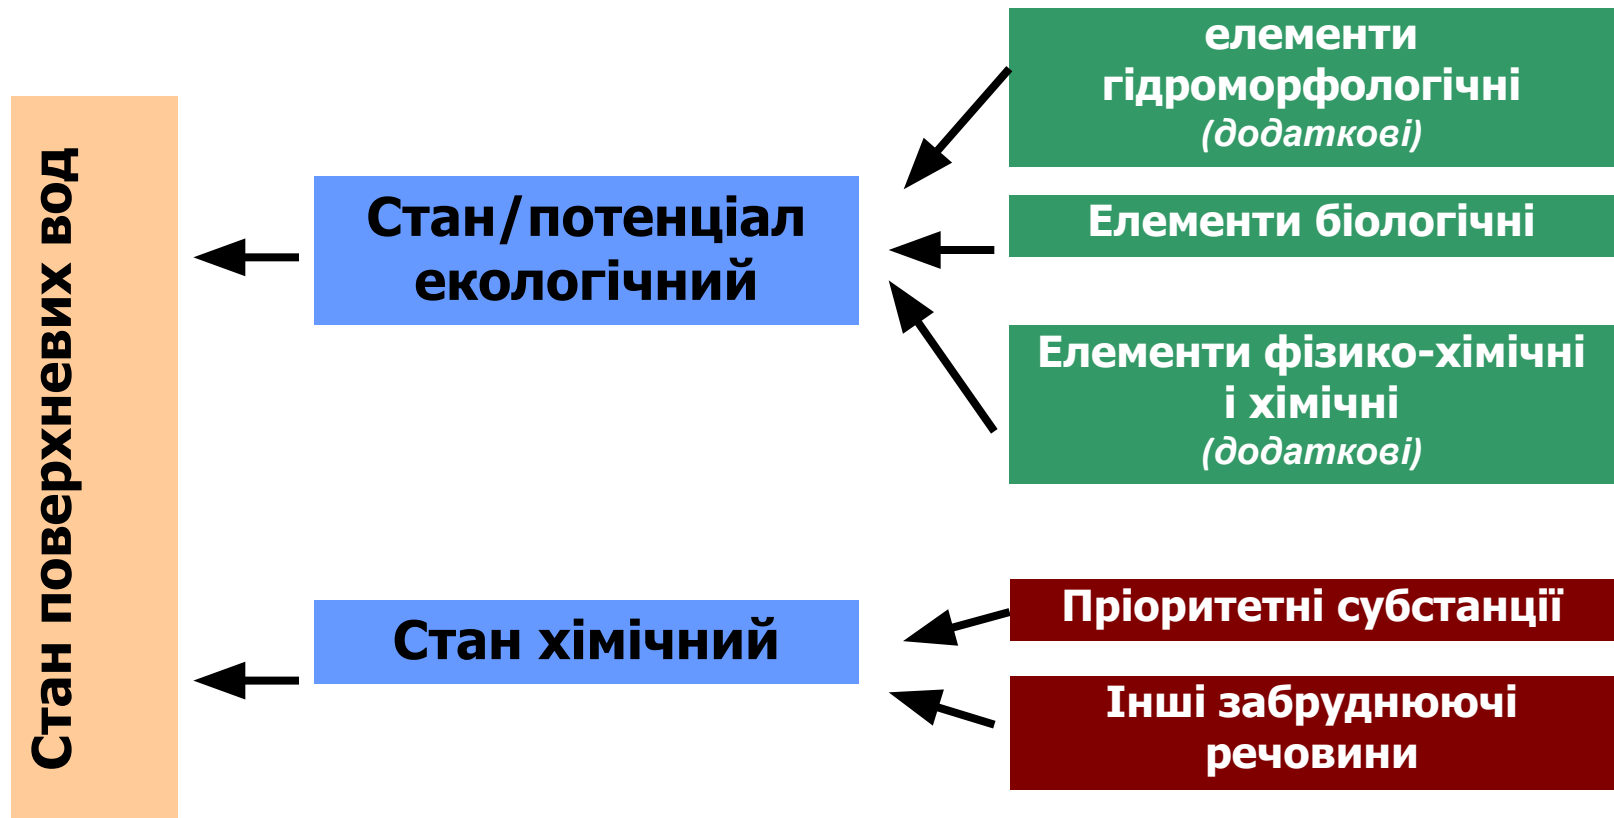 Стан поверхневих вод
Стан/потенціал
екологічний
елементи
гідроморфологічні
(додаткові)
Елементи біологічні
Елементи фізико-хімічні
і хімічні
(додаткові)
Стан хімічний
Пріоритетні субстанції
Інші забруднюючі
речовини